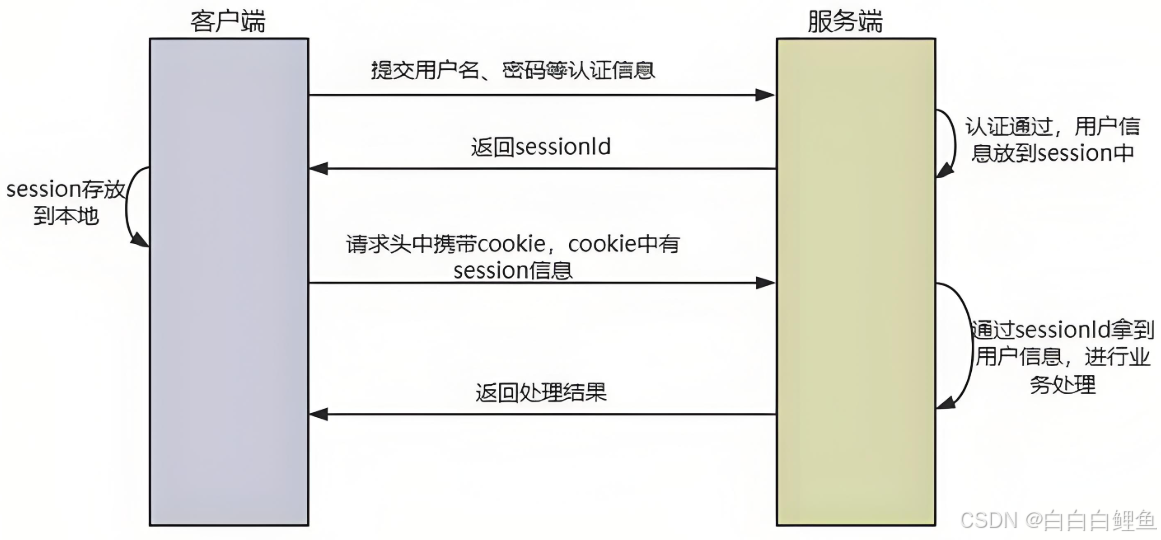 客户端
服务端
提交用户名、密码等认证信息
认证通过，用户信
息放到session中
返回sessionId
session存放
到本地
请求头中携带cookie，cookie中有
session信息
通过sessionId拿到
用户信息，进行业
务处理
返回处理结果
CSDN @白白白鲤鱼